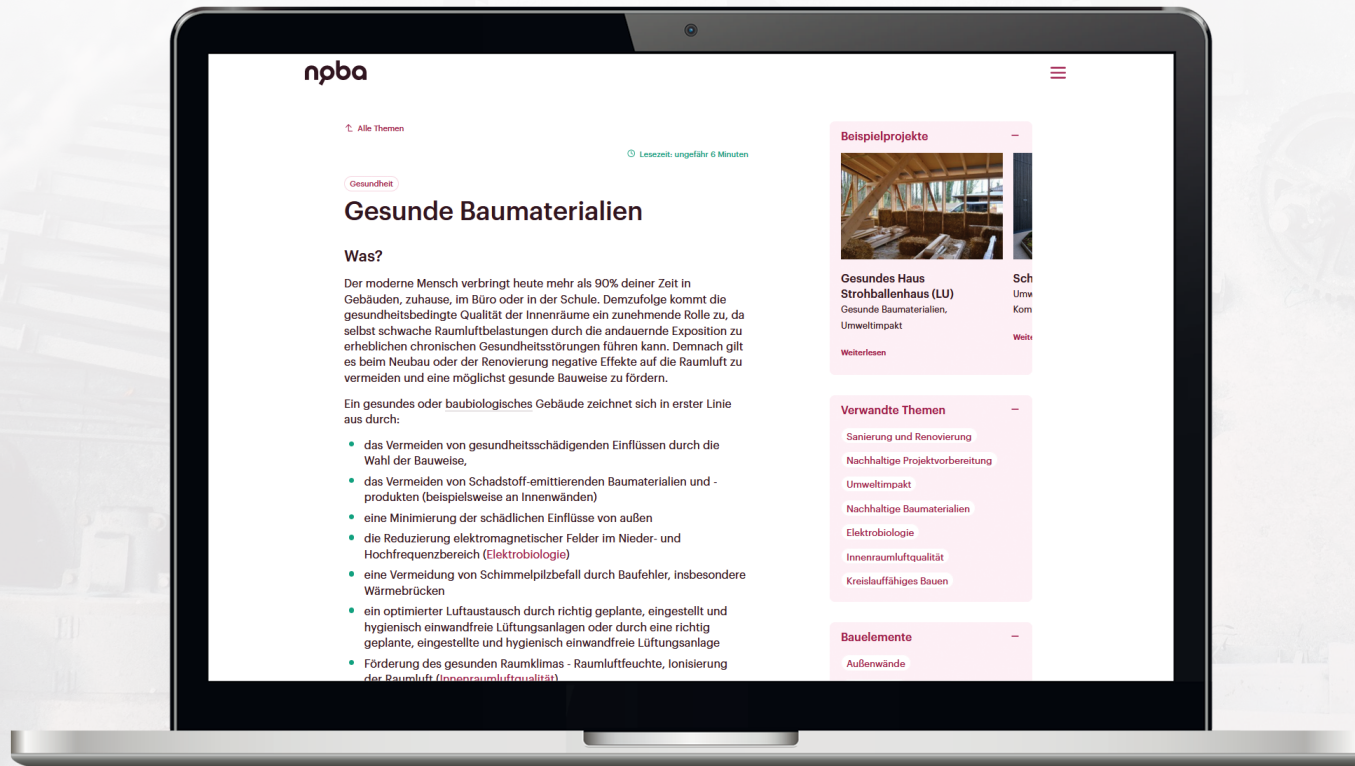 noba
Alle Themen
Lesezeit: ungefähr 6 Minuten
Gesundheit
Gesunde Baumaterialien
Was?
Der moderne Mensch verbringt heute mehr als 90% deiner Zeit in
Gebäuden, zuhause, im Büro oder in der Schule. Demzufolge kommt die
gesundheitsbedingte Qualität der Innenräume ein zunehmende Rolle zu, da
selbst schwache Raumluftbelastungen durch die andauernde Exposition zu
erheblichen chronischen Gesundheitsstörungen führen kann. Demnach gilt
es beim Neubau oder der Renovierung negative Effekte auf die Raumluft zu
vermeiden und eine möglichst gesunde Bauweise zu fördern.
Ein gesundes oder baubiologisches Gebäude zeichnet sich in erster Linie
aus durch:
das Vermeiden von gesundheitsschädigenden Einflüssen durch die
Wahl der Bauweise,
das Vermeiden von Schadstoff-emittierenden Baumaterialien und -
produkten (beispielsweise an Innenwänden)
eine Minimierung der schädlichen Einflüsse von außen
die Reduzierung elektromagnetischer Felder im Nieder- und
Hochfrequenzbereich (Elektrobiologie)
eine Vermeidung von Schimmelpilzbefall durch Baufehler, insbesondere
Wärmebrücken
ein optimierter Luftaustausch durch richtig geplante, eingestellt und
hygienisch einwandfreie Lüftungsanlagen oder durch eine richtig
geplante, eingestellte und hygienisch einwandfreie Lüftungsanlage
Förderung des gesunden Raumklimas - Raumluftfeuchte, Ionisierung
der Raumluft (Innenraumluftqualität)
Beispielprojekte
Gesundes Haus
Strohballenhaus (LU)
Gesunde Baumaterialien,
Umweltimpakt
Weiterlesen
Sch
Umw
Kom
Weite
Verwandte Themen
Sanierung und Renovierung
Nachhaltige Projektvorbereitung
Umweltimpakt
Nachhaltige Baumaterialien
Elektrobiologie
Innenraumluftqualität
Kreislauffähiges Bauen
Bauelemente
Außenwände